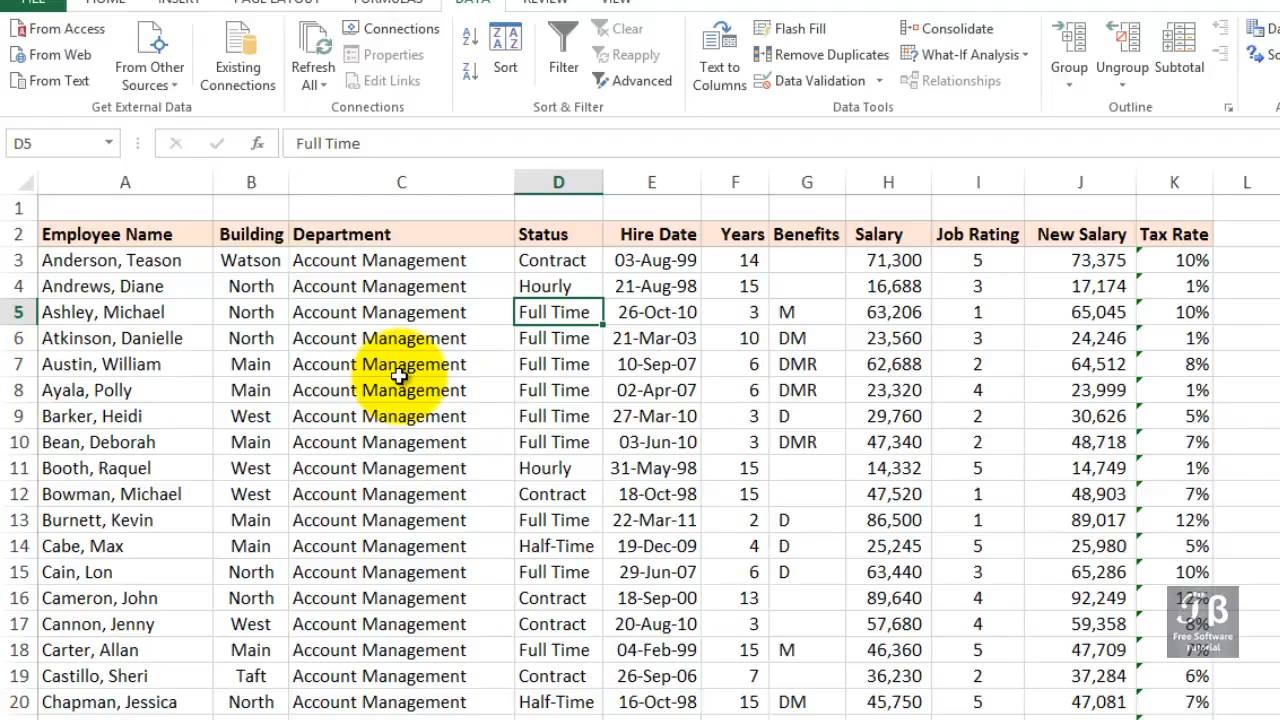 FILE HOME INSERT PAGE LAYOUT FORMULAS DATA REVIEW VIEW
From Access
From Web
From Text
From Other Sources
Existing Connections
Get External Data
Refresh All
Connections
Properties
Edit Links
Connections
Sort
Filter
Clear
Reapply
Advanced
Sort & Filter
Text to Columns
Flash Fill
Remove Duplicates
Data Validation
Consolidate
What-If Analysis
Relationships
Data Tools
Group
Ungroup
Subtotal
Outline
D5 fx Full Time
A B C D E F G H I J K L
1
2 Employee Name Building Department Status Hire Date Years Benefits Salary Job Rating New Salary Tax Rate
3 Anderson, Teason Watson Account Management Contract 03-Aug-99 14 71,300 5 73,375 10%
4 Andrews, Diane North Account Management Hourly 21-Aug-98 15 16,688 3 17,174 1%
5 Ashley, Michael North Account Management Full Time 26-Oct-10 3 M 63,206 1 65,045 10%
6 Atkinson, Danielle North Account Management Full Time 21-Mar-03 10 DM 23,560 3 24,246 1%
7 Austin, William Main Account Management Full Time 10-Sep-07 6 DMR 62,688 2 64,512 8%
8 Ayala, Polly Main Account Management Full Time 02-Apr-07 6 DMR 23,320 4 23,999 1%
9 Barker, Heidi West Account Management Full Time 27-Mar-10 3 D 29,760 2 30,626 5%
10 Bean, Deborah Main Account Management Full Time 03-Jun-10 3 DMR 47,340 2 48,718 7%
11 Booth, Raquel West Account Management Hourly 31-May-98 15 14,332 5 14,749 1%
12 Bowman, Michael West Account Management Contract 18-Oct-98 15 47,520 1 48,903 7%
13 Burnett, Kevin Main Account Management Full Time 22-Mar-11 2 D 86,500 1 89,017 12%
14 Cabe, Max Main Account Management Half-Time 19-Dec-09 4 D 25,245 5 25,980 5%
15 Cain, Lon North Account Management Full Time 29-Jun-07 6 D 63,440 3 65,286 10%
16 Cameron, John North Account Management Contract 18-Sep-00 13 89,640 4 92,249 12%
17 Cannon, Jenny West Account Management Contract 20-Aug-10 3 57,680 4 59,358 8%
18 Carter, Allan Main Account Management Full Time 04-Feb-99 15 M 46,360 5 47,709 7%
19 Castillo, Sheri Taft Account Management Contract 26-Sep-06 7 36,230 2 37,284 6%
20 Chapman, Jessica North Account Management Half-Time 16-Oct-98 15 DM 45,750 5 47,081 7%
Free Software
Tutorial